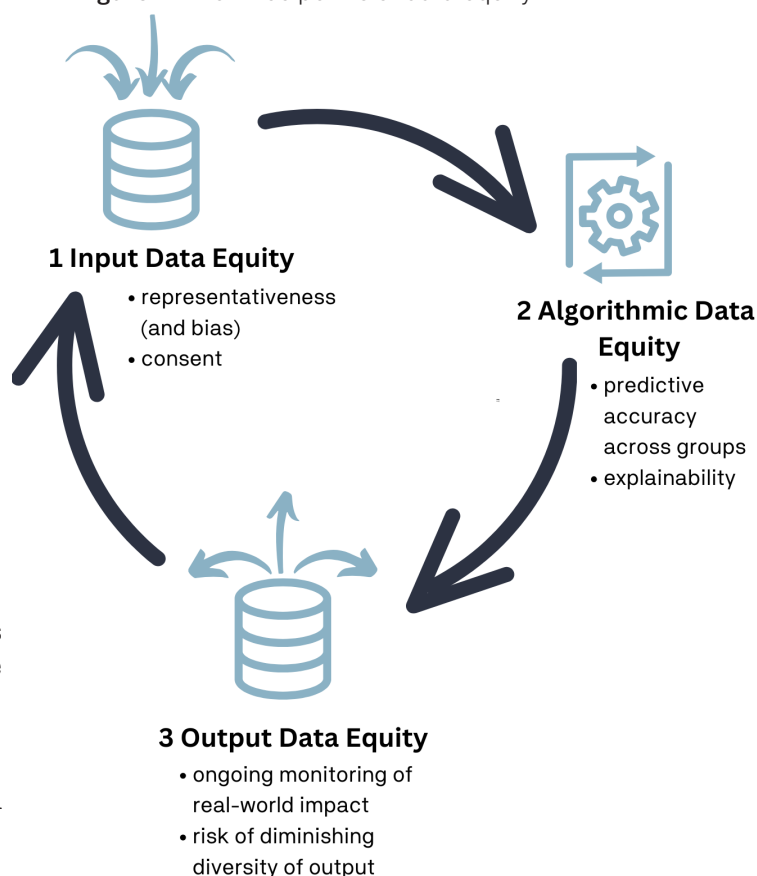 1 Input Data Equity
• representativeness
(and bias)
• consent
2 Algorithmic Data
Equity
• predictive
accuracy
across groups
• explainability
3 Output Data Equity
• ongoing monitoring of
real-world impact
• risk of diminishing
diversity of output